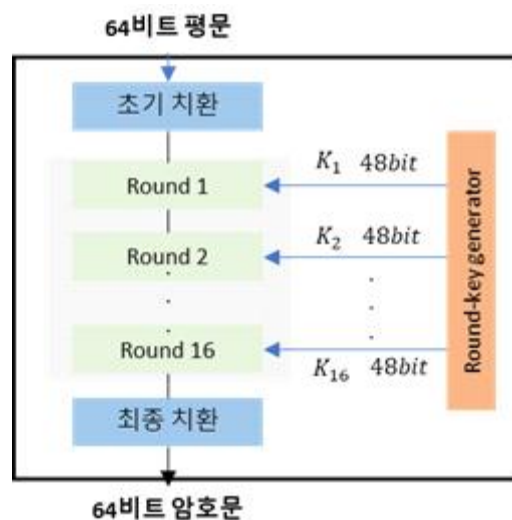 64비트 평문
초기 치환
Round 1
K₁ 48bit
Round 2
K₂ 48bit
Round 16
K₁₆ 48bit
Round-key generator
최종 치환
64비트 암호문